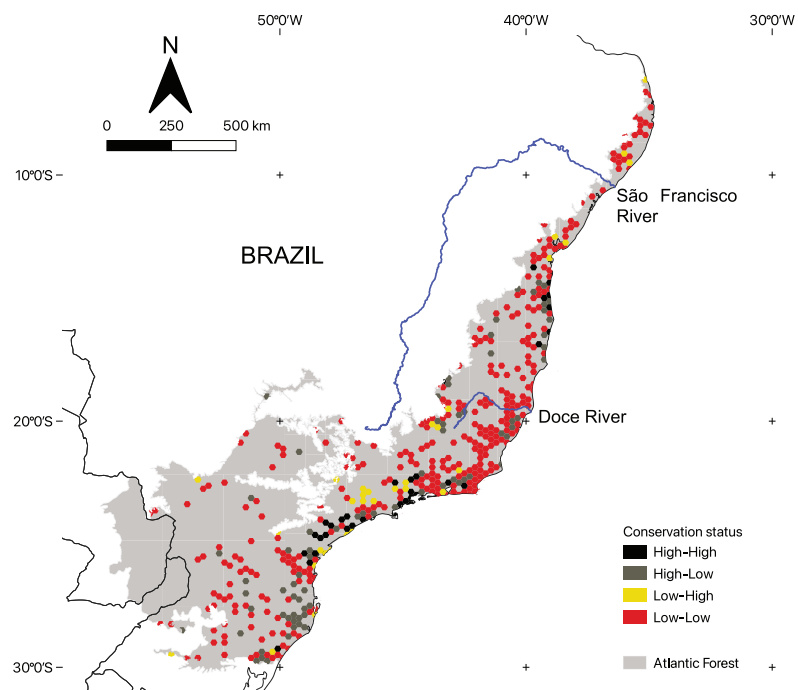 50°0'W 40°0'W 30°0'W
N
0 250 500 km
10°0'S
São Francisco
River
BRAZIL
20°0'S
Doce River
Conservation status
High-High
High-Low
Low-High
Low-Low
Atlantic Forest
30°0'S